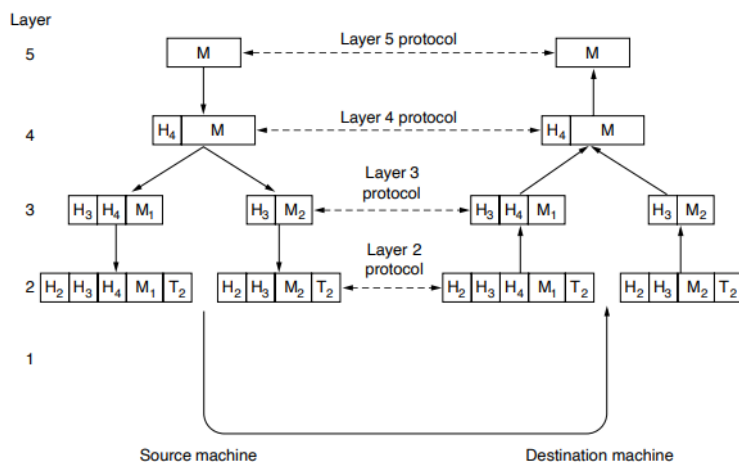 Layer
5 M Layer 5 protocol M
4 H₄ M Layer 4 protocol H₄ M
Layer 3
protocol
3 H₃ H₄ M₁ H₃ M₂ H₃ H₄ M₁ H₃ M₂
Layer 2
protocol
2 H₂ H₃ H₄ M₁ T₂ H₂ H₃ M₂ T₂ H₂ H₃ H₄ M₁ T₂ H₂ H₃ M₂ T₂
1
Source machine Destination machine